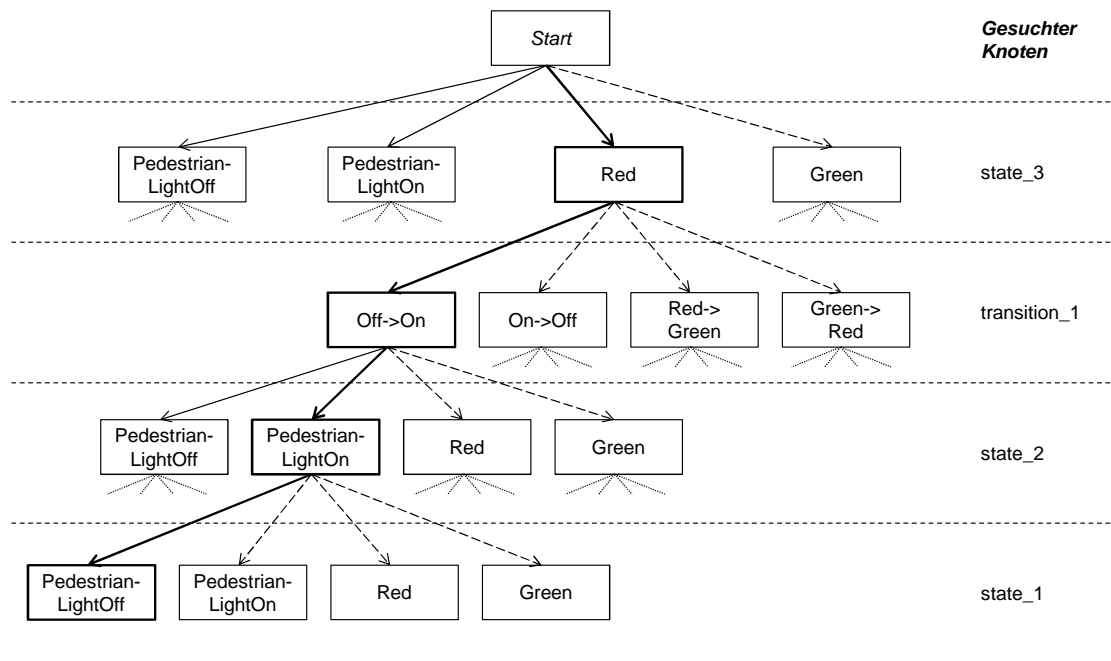 Start
Gesuchter
Knoten
Pedestrian-
LightOff
Pedestrian-
LightOn
Red
Green
state_3
Off->On
On->Off
Red->
Green
Green->
Red
transition_1
Pedestrian-
LightOff
Pedestrian-
LightOn
Red
Green
state_2
Pedestrian-
LightOff
Pedestrian-
LightOn
Red
Green
state_1